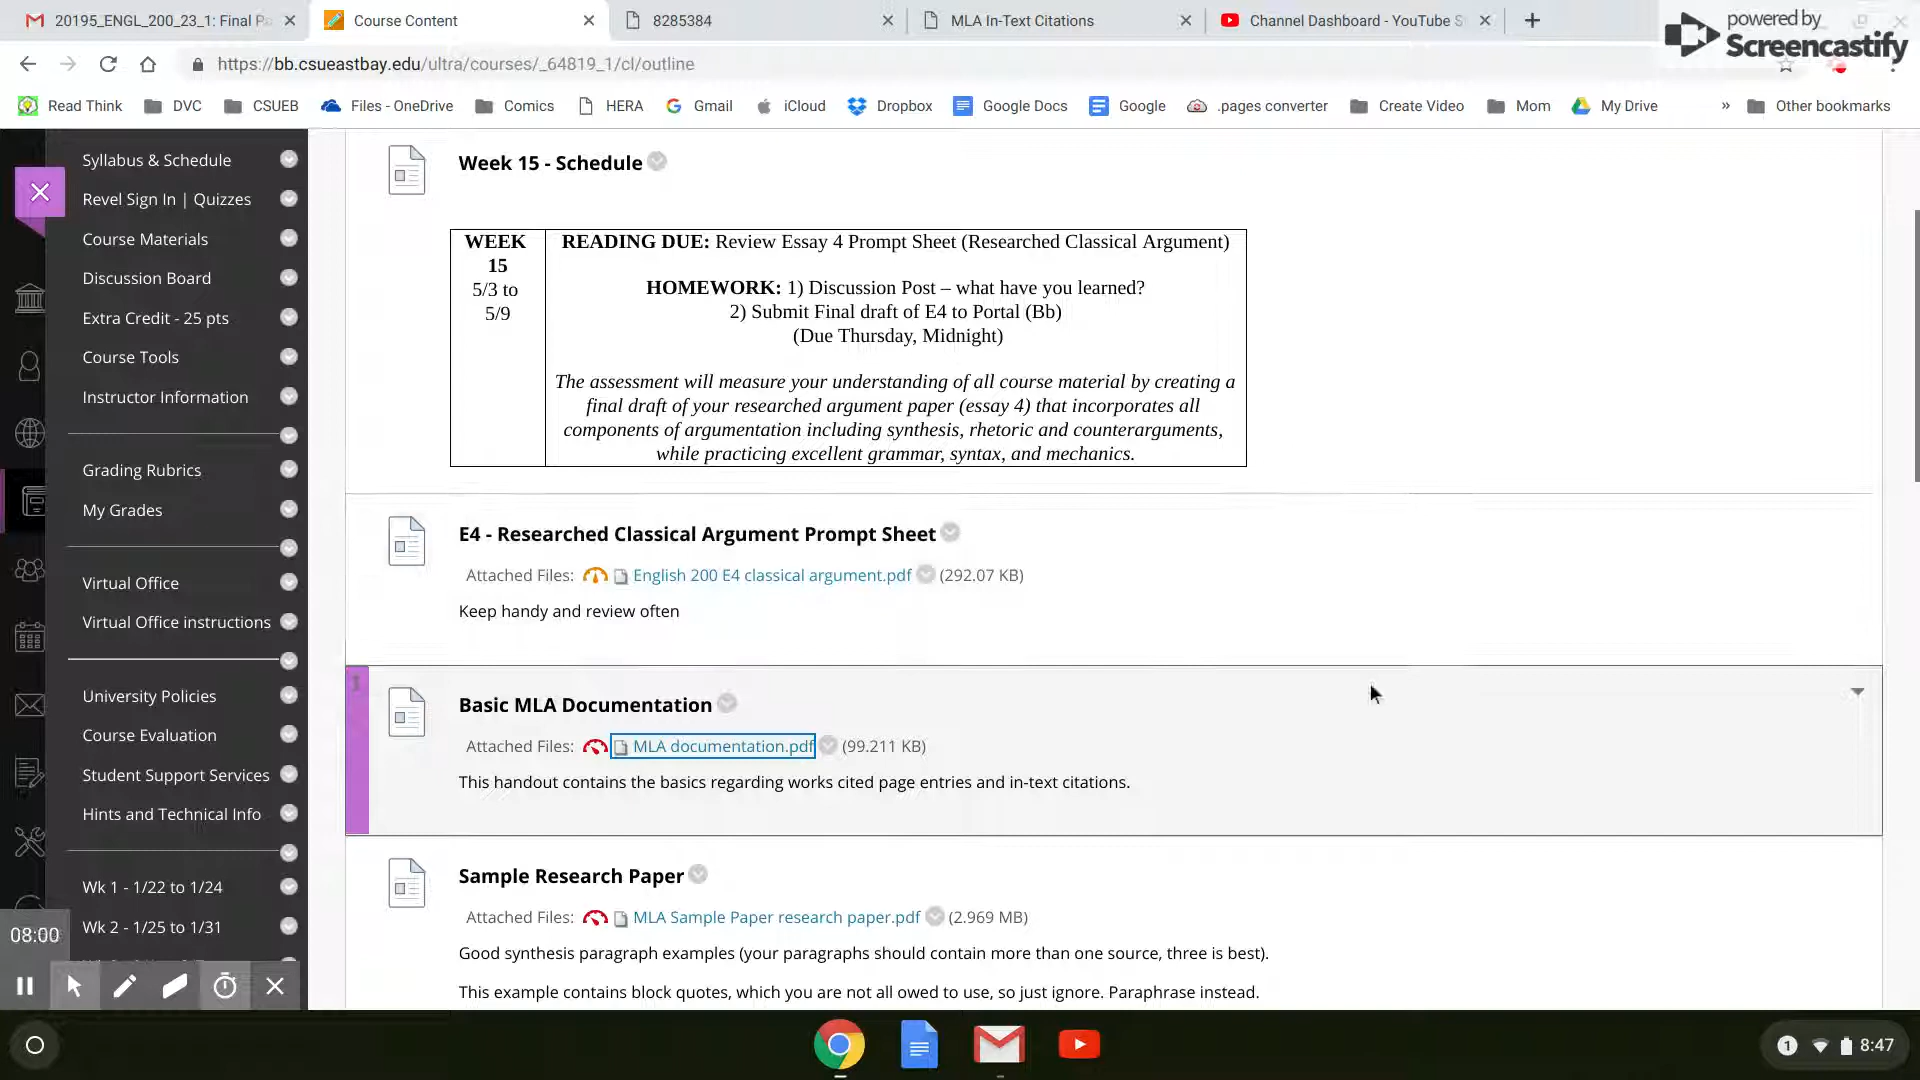 20195_ENGL_200_23_1: Final Pa
Course Content
8285384
MLA In-Text Citations
Channel Dashboard - YouTube S
powered by
Screencastify
https://bb.csueastbay.edu/ultra/courses/_64819_1/cl/outline
Read Think
DVC
CSUEB
Files - OneDrive
Comics
HERA
Gmail
iCloud
Dropbox
Google Docs
Google
.pages converter
Create Video
Mom
My Drive
»
Other bookmarks
Syllabus & Schedule
Revel Sign In | Quizzes
Course Materials
Discussion Board
Extra Credit - 25 pts
Course Tools
Instructor Information
Grading Rubrics
My Grades
Virtual Office
Virtual Office instructions
University Policies
Course Evaluation
Student Support Services
Hints and Technical Info
Wk 1 - 1/22 to 1/24
Wk 2 - 1/25 to 1/31
08:00
Week 15 - Schedule
WEEK
15
5/3 to
5/9
READING DUE: Review Essay 4 Prompt Sheet (Researched Classical Argument)
HOMEWORK: 1) Discussion Post – what have you learned?
2) Submit Final draft of E4 to Portal (Bb)
(Due Thursday, Midnight)
The assessment will measure your understanding of all course material by creating a
final draft of your researched argument paper (essay 4) that incorporates all
components of argumentation including synthesis, rhetoric and counterarguments,
while practicing excellent grammar, syntax, and mechanics.
E4 - Researched Classical Argument Prompt Sheet
Attached Files: English 200 E4 classical argument.pdf (292.07 KB)
Keep handy and review often
Basic MLA Documentation
Attached Files: MLA documentation.pdf (99.211 KB)
This handout contains the basics regarding works cited page entries and in-text citations.
Sample Research Paper
Attached Files: MLA Sample Paper research paper.pdf (2.969 MB)
Good synthesis paragraph examples (your paragraphs should contain more than one source, three is best).
This example contains block quotes, which you are not all owed to use, so just ignore. Paraphrase instead.
1
8:47